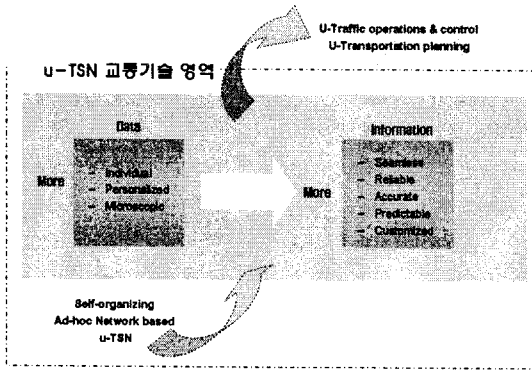 U-Traffic operations & control
U-Transportation planning
u-TSN 교통기술 영역
Data
More
- Individual
- Personalized
- Microscopic
Information
More
- Seamless
- Reliable
- Accurate
- Predictable
- Customized
Self-organizing
Ad-hoc Network based
u-TSN